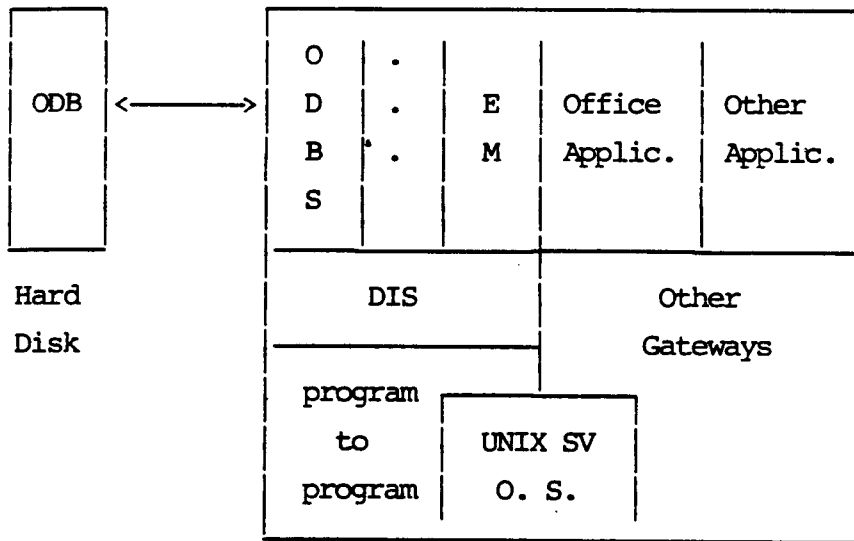 ODB
O
D
B
S
.
.
.
E
M
Office
Applic.
Other
Applic.
Hard
Disk
DIS
Other
Gateways
program
to
program
UNIX SV
O. S.